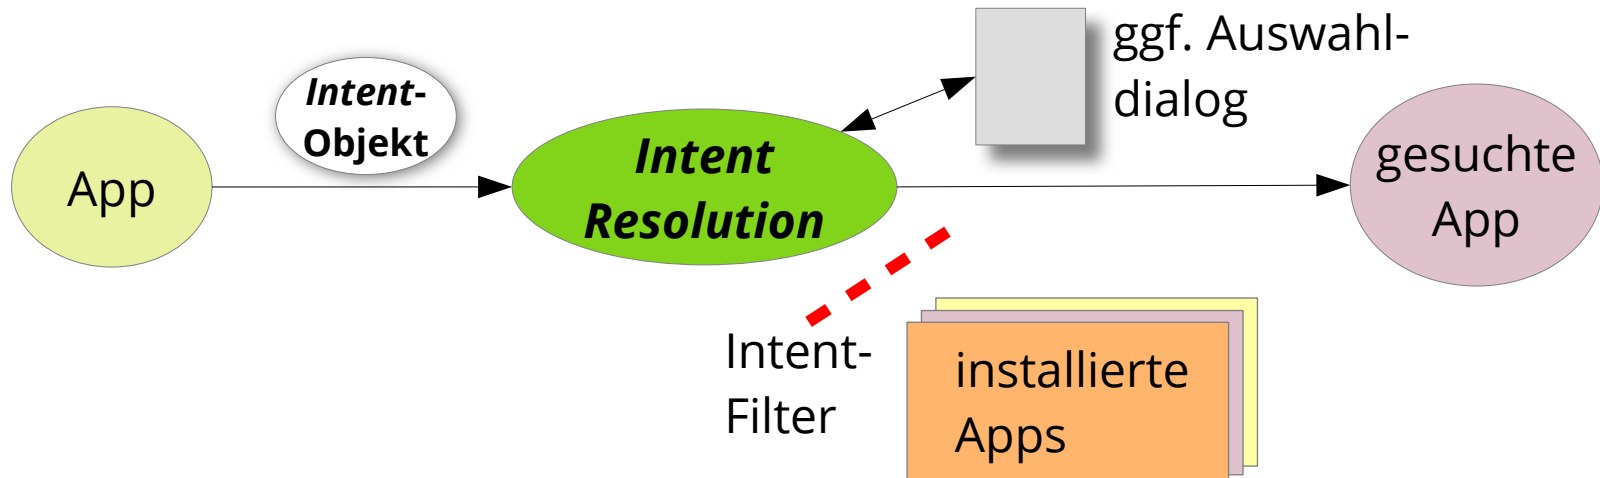 App
Intent-
Objekt
Intent
Resolution
ggf. Auswahl-
dialog
gesuchte
App
Intent-
Filter
installierte
Apps